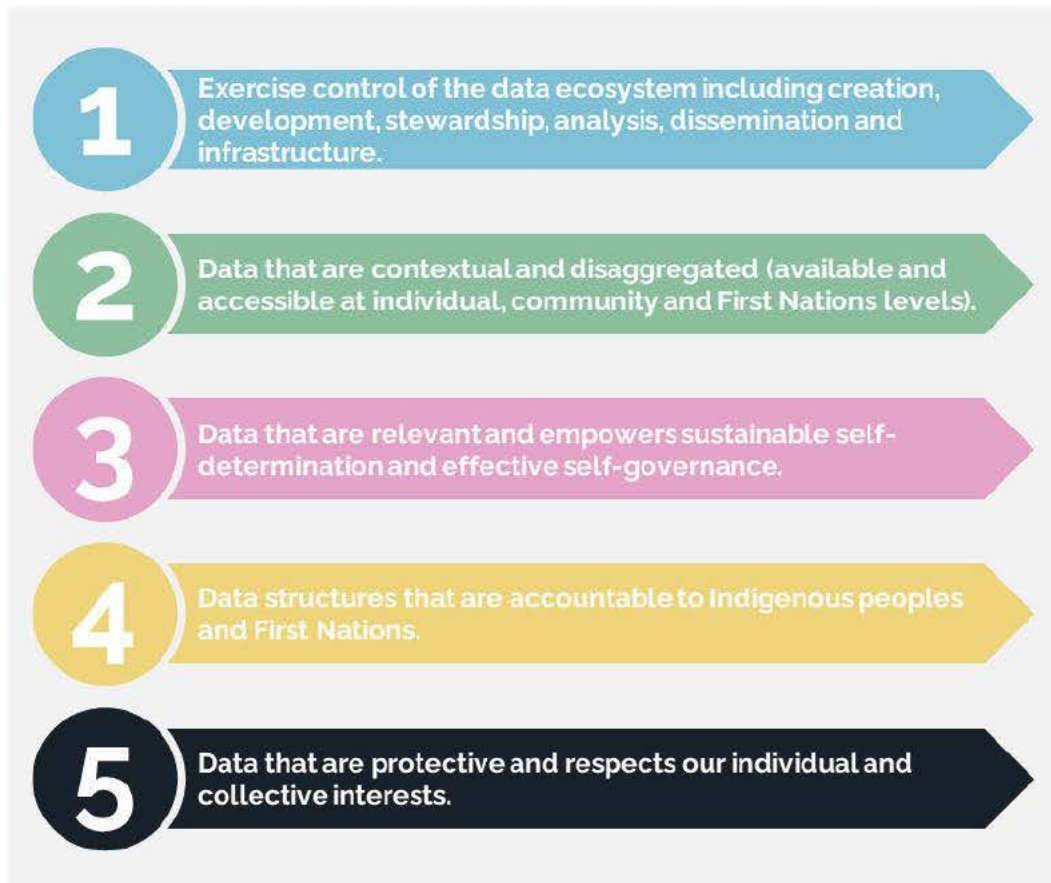 1
Exercise control of the data ecosystem including creation,
development, stewardship, analysis, dissemination and
infrastructure.
2
Data that are contextual and disaggregated (available and
accessible at individual, community and First Nations levels).
3
Data that are relevant and empowers sustainable self-
determination and effective self-governance.
4
Data structures that are accountable to Indigenous peoples
and First Nations.
5
Data that are protective and respects our individual and
collective interests.